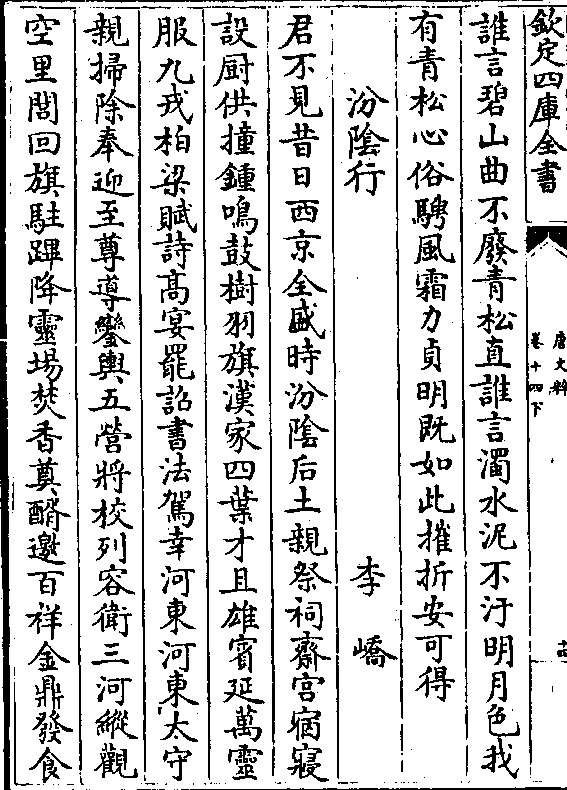 欽定四庫全書
唐文粹
卷十四下
誰言碧山曲不廢青松直誰言濁水泥不汙明月色我
有青松心俗騁風霜力貞明既如此摧折安可得
汾陰行 李嶠
君不見昔日西京全盛時汾陰后土親祭祠齋宮宿寢
設厨供撞鍾鳴鼓樹羽旗漢家四葉才且雄賓延萬靈
服九戎柏梁賦詩高宴罷詔書法駕幸河東河東太守
親掃除奉迎至尊導鑾輿五營將校列容衛三河縱觀
空里閭回旗駐蹕降靈場焚香奠醑邀百祥金鼎發食